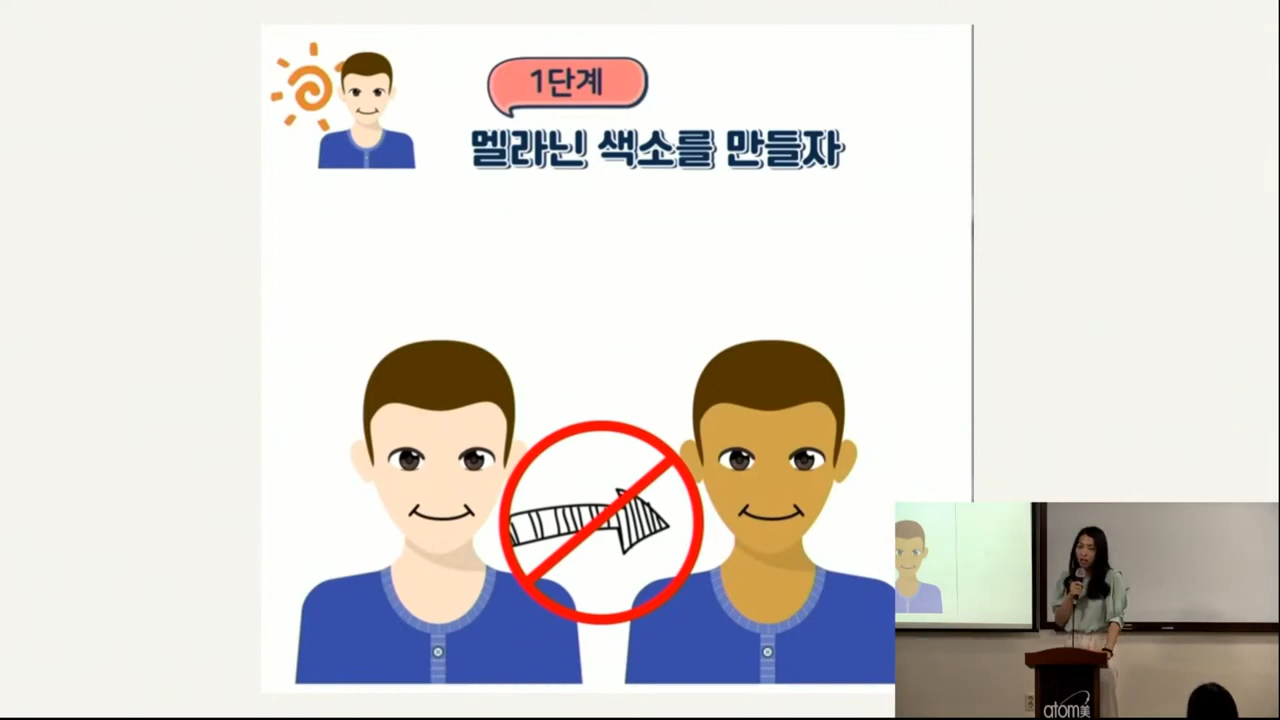 1단계
멜라닌 색소를 만들자
atom美